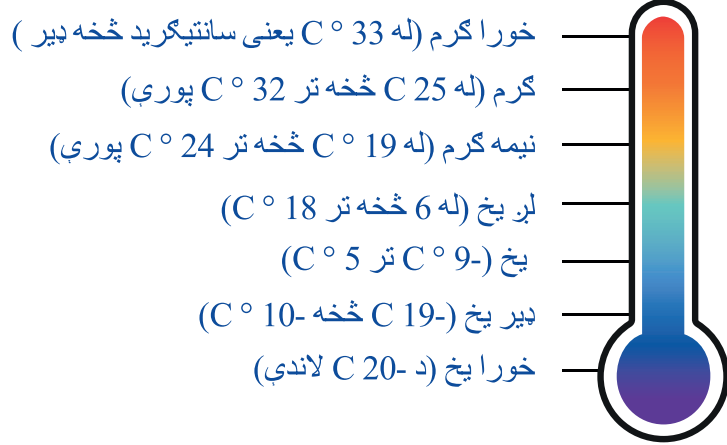 خورا ګرم (له 33 ° C یعنی سانتیګرید څخه ډیر )
ګرم (له 25 C څخه تر 32 ° C پورې)
نیمه ګرم (له 19 ° C څخه تر 24 ° C پورې)
لږ یخ (له 6 څخه تر 18 ° C)
یخ (-9 ° C تر 5 ° C)
ډیر یخ (-19 C څخه -10 ° C)
خورا یخ (د -20 C لاندې)